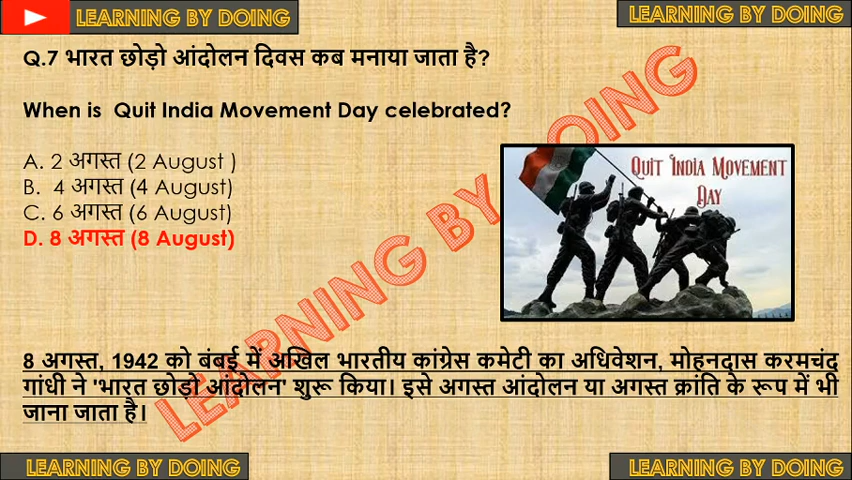 LEARNING BY DOING
LEARNING BY DOING
Q.7 भारत छोड़ो आंदोलन दिवस कब मनाया जाता है?
When is Quit India Movement Day celebrated?
A. 2 अगस्त (2 August )
B. 4 अगस्त (4 August)
C. 6 अगस्त (6 August)
D. 8 अगस्त (8 August)
QUIT INDIA MOVEMENT
DAY
LEARNING BY DOING
8 अगस्त, 1942 को बंबई में अखिल भारतीय कांग्रेस कमेटी का अधिवेशन, मोहनदास करमचंद
गांधी ने 'भारत छोड़ो आंदोलन' शुरू किया। इसे अगस्त आंदोलन या अगस्त क्रांति के रूप में भी
जाना जाता है।
LEARNING BY DOING
LEARNING BY DOING